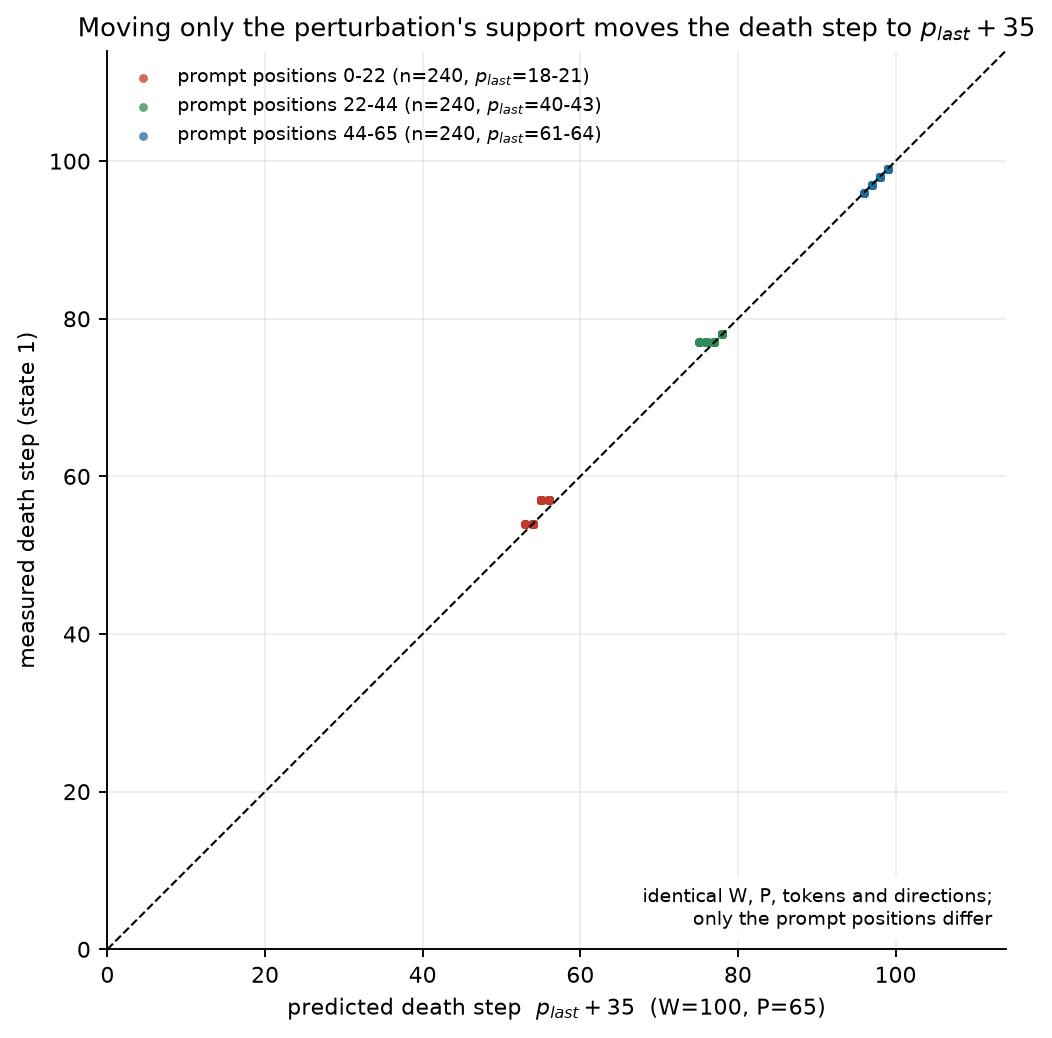 Moving only the perturbation's support moves the death step to p_last + 35
prompt positions 0-22 (n=240, p_last=18-21)
prompt positions 22-44 (n=240, p_last=40-43)
prompt positions 44-65 (n=240, p_last=61-64)
measured death step (state 1)
100
80
60
40
20
0
identical W, P, tokens and directions;
only the prompt positions differ
0 20 40 60 80 100
predicted death step p_last + 35 (W=100, P=65)